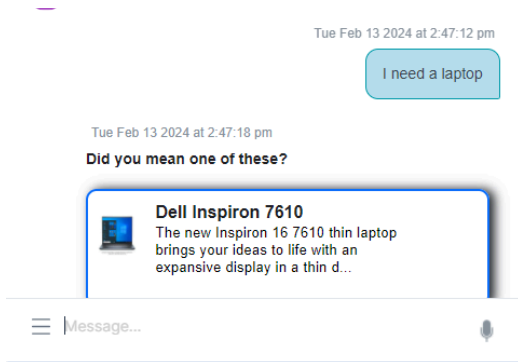 Tue Feb 13 2024 at 2:47:12 pm
I need a laptop
Tue Feb 13 2024 at 2:47:18 pm
Did you mean one of these?
Dell Inspiron 7610
The new Inspiron 16 7610 thin laptop
brings your ideas to life with an
expansive display in a thin d...
Message...